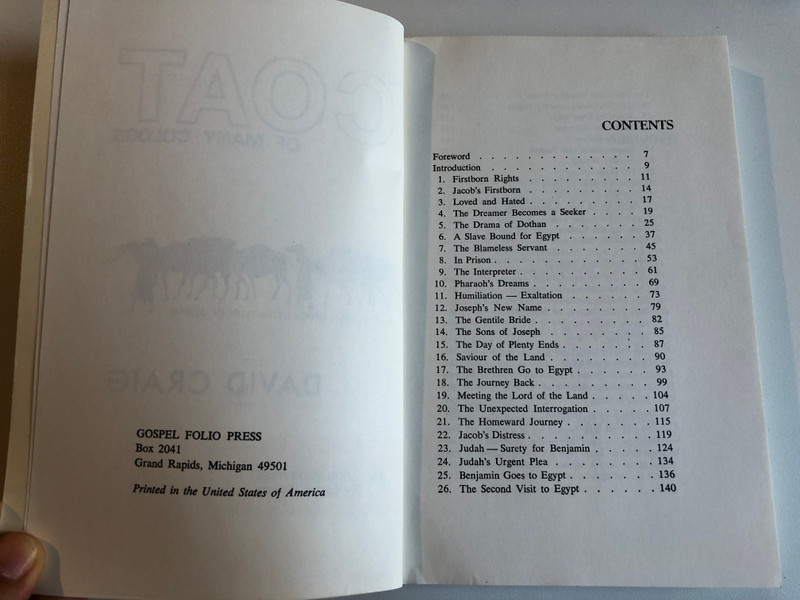 COAT
OF MANY COLORS
DAVID CRAIG
GOSPEL FOLIO PRESS
Box 2041
Grand Rapids, Michigan 49501
Printed in the United States of America
CONTENTS
Foreword . . . . . . . . . . . . . 7
Introduction . . . . . . . . . . . . 9
1. Firstborn Rights . . . . . . . . . 11
2. Jacob's Firstborn . . . . . . . . . 14
3. Loved and Hated . . . . . . . . . 17
4. The Dreamer Becomes a Seeker . . . . 19
5. The Drama of Dothan . . . . . . . 25
6. A Slave Bound for Egypt . . . . . . 37
7. The Blameless Servant . . . . . . . 45
8. In Prison . . . . . . . . . . . . 53
9. The Interpreter . . . . . . . . . . 61
10. Pharaoh's Dreams . . . . . . . . . 69
11. Humiliation — Exaltation . . . . . . 73
12. Joseph's New Name . . . . . . . . 79
13. The Gentile Bride . . . . . . . . . 82
14. The Sons of Joseph . . . . . . . . 85
15. The Day of Plenty Ends . . . . . . . 87
16. Saviour of the Land . . . . . . . . 90
17. The Brethren Go to Egypt . . . . . . 93
18. The Journey Back . . . . . . . . . 99
19. Meeting the Lord of the Land . . . . . 104
20. The Unexpected Interrogation . . . . . 107
21. The Homeward Journey . . . . . . . 115
22. Jacob's Distress . . . . . . . . . . 119
23. Judah — Surety for Benjamin . . . . . 124
24. Judah's Urgent Plea . . . . . . . . 134
25. Benjamin Goes to Egypt . . . . . . . 136
26. The Second Visit to Egypt . . . . . . 140